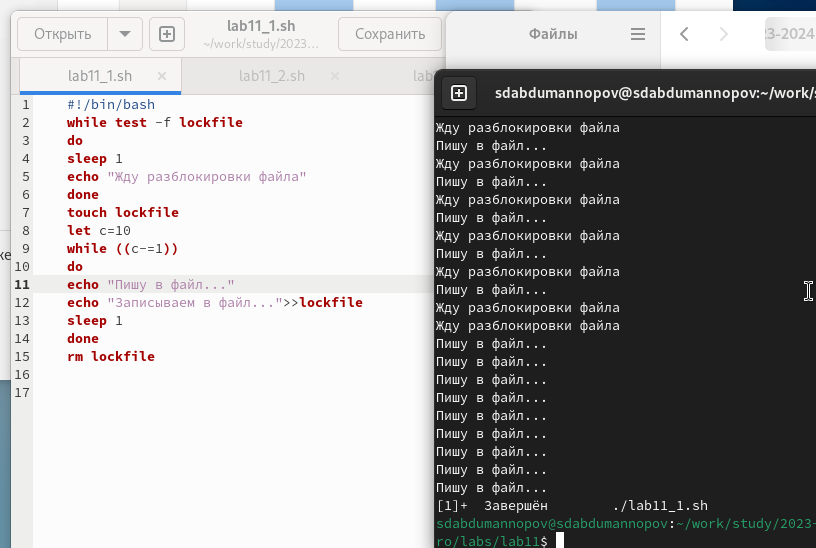 Открыть
lab11_1.sh
~/work/study/2023...
Сохранить
Файлы
23-2024
lab11_1.sh ×
lab11_2.sh ×
lab
sdabdumannopov@sdabdumannopov:~/work/s
1 #!/bin/bash
2 while test -f lockfile
3 do
4 sleep 1
5 echo "Жду разблокировки файла"
6 done
7 touch lockfile
8 let c=10
9 while ((c-=1))
10 do
11 echo "Пишу в файл..."
12 echo "Записываем в файл...">>lockfile
13 sleep 1
14 done
15 rm lockfile
16
17
Жду разблокировки файла
Пишу в файл...
Жду разблокировки файла
Пишу в файл...
Жду разблокировки файла
Пишу в файл...
Жду разблокировки файла
Пишу в файл...
Жду разблокировки файла
Пишу в файл...
Жду разблокировки файла
Жду разблокировки файла
Пишу в файл...
Пишу в файл...
Пишу в файл...
Пишу в файл...
Пишу в файл...
Пишу в файл...
Пишу в файл...
Пишу в файл...
Пишу в файл...
[1]+  Завершён        ./lab11_1.sh
sdabdumannopov@sdabdumannopov:~/work/study/2023-
ro/labs/lab11$